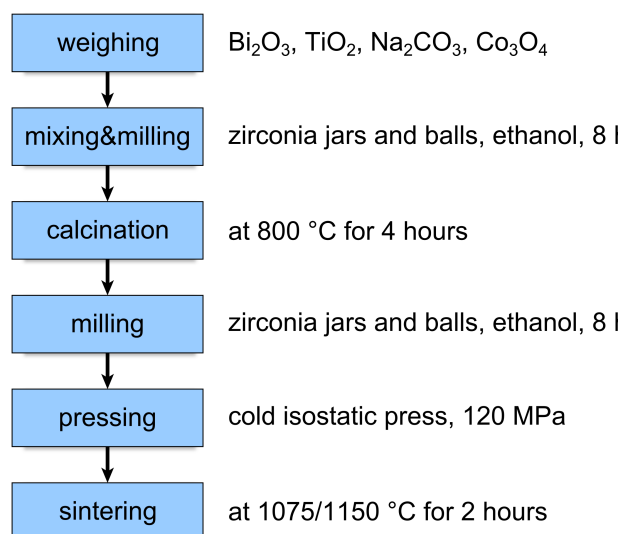 weighing Bi₂O₃, TiO₂, Na₂CO₃, Co₃O₄
mixing&milling zirconia jars and balls, ethanol, 8
calcination at 800 °C for 4 hours
milling zirconia jars and balls, ethanol, 8
pressing cold isostatic press, 120 MPa
sintering at 1075/1150 °C for 2 hours